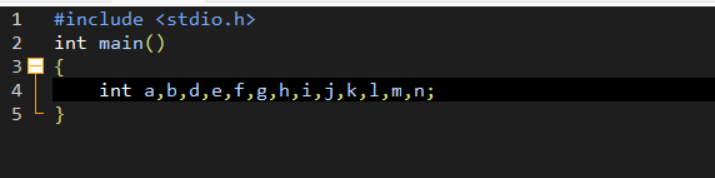 1 #include <stdio.h>
2 int main()
3 {
4 int a,b,d,e,f,g,h,i,j,k,l,m,n;
5 }